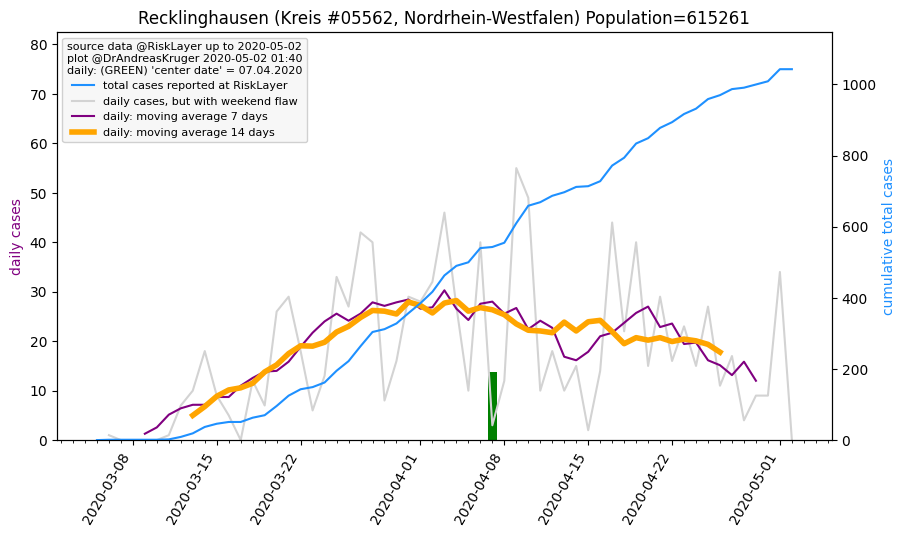 Recklinghausen (Kreis #05562, Nordrhein-Westfalen) Population=615261
source data @RiskLayer up to 2020-05-02
plot @DrAndreasKruger 2020-05-02 01:40
daily: (GREEN) 'center date' = 07.04.2020
total cases reported at RiskLayer
daily cases, but with weekend flaw
daily: moving average 7 days
daily: moving average 14 days
daily cases
80
70
60
50
40
30
20
10
0
cumulative total cases
1000
800
600
400
200
0
2020-03-08
2020-03-15
2020-03-22
2020-04-01
2020-04-08
2020-04-15
2020-04-22
2020-05-01